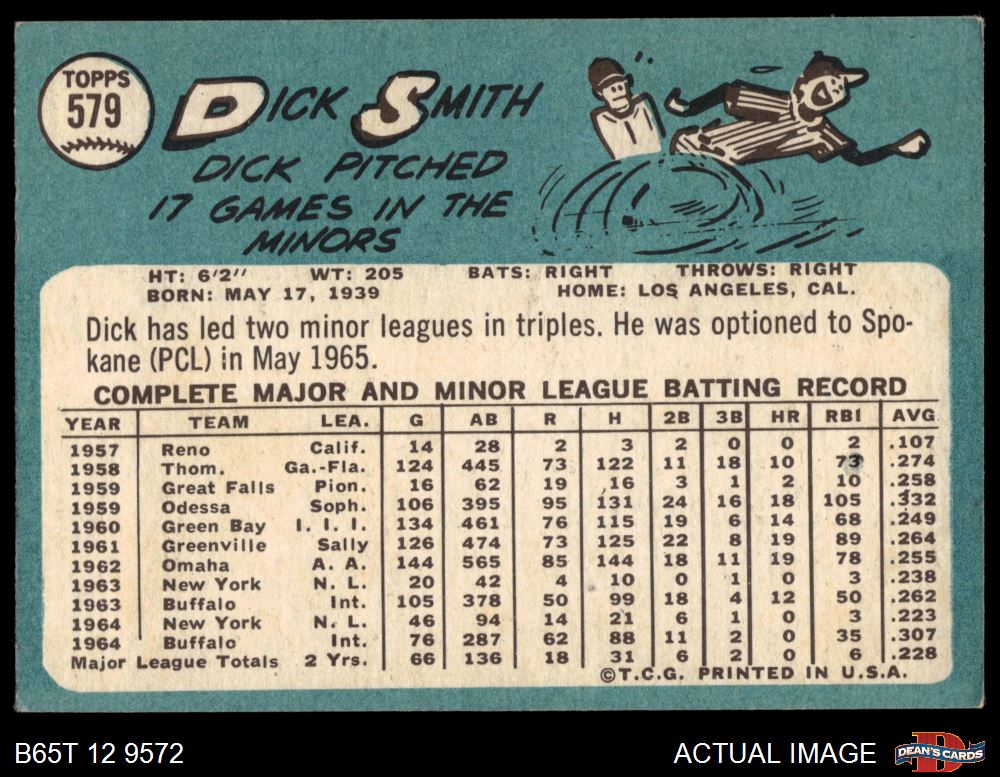 TOPPS
579
DICK SMITH
DICK PITCHED
17 GAMES IN THE
MINORS
HT: 6'2" WT: 205 BATS: RIGHT THROWS: RIGHT
BORN: MAY 17, 1939 HOME: LOS ANGELES, CAL.
Dick has led two minor leagues in triples. He was optioned to Spo-
kane (PCL) in May 1965.
COMPLETE MAJOR AND MINOR LEAGUE BATTING RECORD
YEAR TEAM LEA. G AB R H 2B 3B HR RBI AVG.
1957 Reno Calif. 14 28 2 3 2 0 0 2 .107
1958 Thom. Ga.-Fla. 124 445 73 122 11 18 10 73 .274
1959 Great Falls Pion. 16 62 19 16 3 1 2 10 .258
1959 Odessa Soph. 106 395 95 131 24 16 18 105 .332
1960 Green Bay I. I. I. 134 461 76 115 19 6 14 68 .249
1961 Greenville Sally 126 474 73 125 22 8 19 89 .264
1962 Omaha A. A. 144 565 85 144 18 11 19 78 .255
1963 New York N. L. 20 42 4 10 0 1 0 3 .238
1963 Buffalo Int. 105 378 50 99 18 4 12 50 .262
1964 New York N. L. 46 94 14 21 6 1 0 3 .223
1964 Buffalo Int. 76 287 62 88 11 2 0 35 .307
Major League Totals 2 Yrs. 66 136 18 31 6 2 0 6 .228
©T.C.G. PRINTED IN U.S.A.
B65T 12 9572 ACTUAL IMAGE DEAN'S CARDS